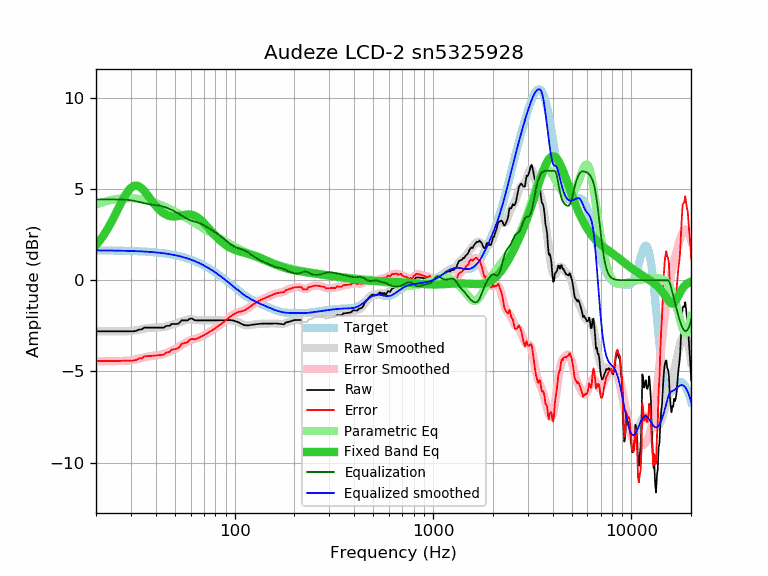 Audeze LCD-2 sn5325928
10
5
0
−5
−10
Amplitude (dBr)
Target
Raw Smoothed
Error Smoothed
Raw
Error
Parametric Eq
Fixed Band Eq
Equalization
Equalized smoothed
100
1000
10000
Frequency (Hz)